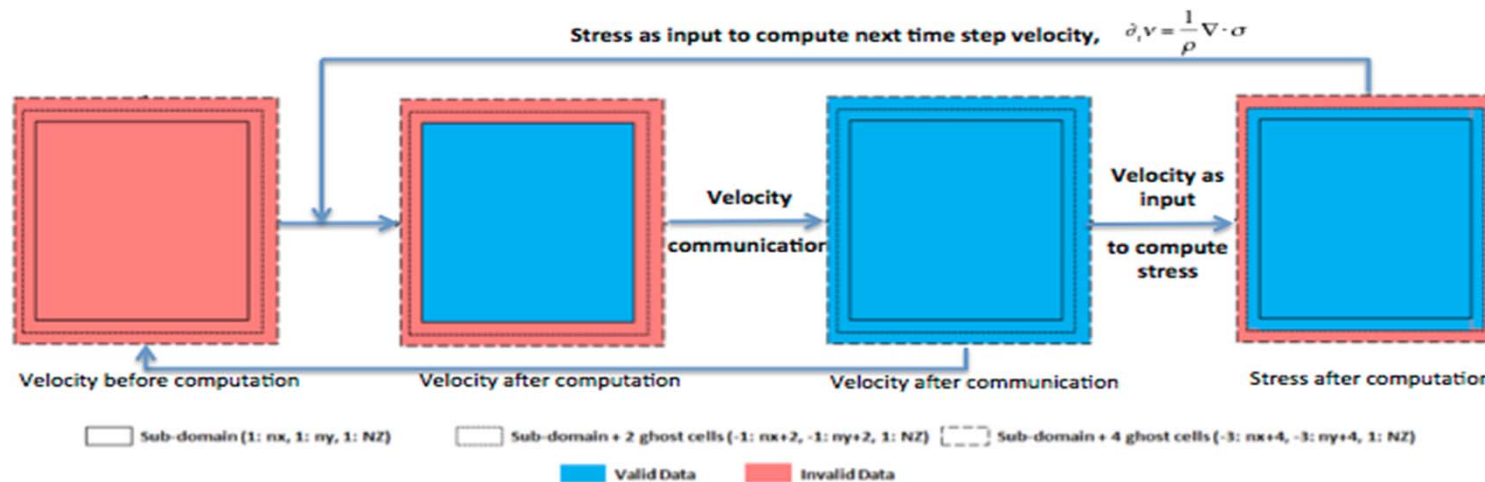 Stress as input to compute next time step velocity, ∂ₜv = 1/ρ ∇·σ
Velocity
communication
Velocity as
input
to compute
stress
Velocity before computation
Velocity after computation
Velocity after communication
Stress after computation
Sub-domain (1: nx, 1: ny, 1: NZ)
Sub-domain + 2 ghost cells (-1: nx+2, -1: ny+2, 1: NZ)
Sub-domain + 4 ghost cells (-3: nx+4, -3: ny+4, 1: NZ)
Valid Data
Invalid Data